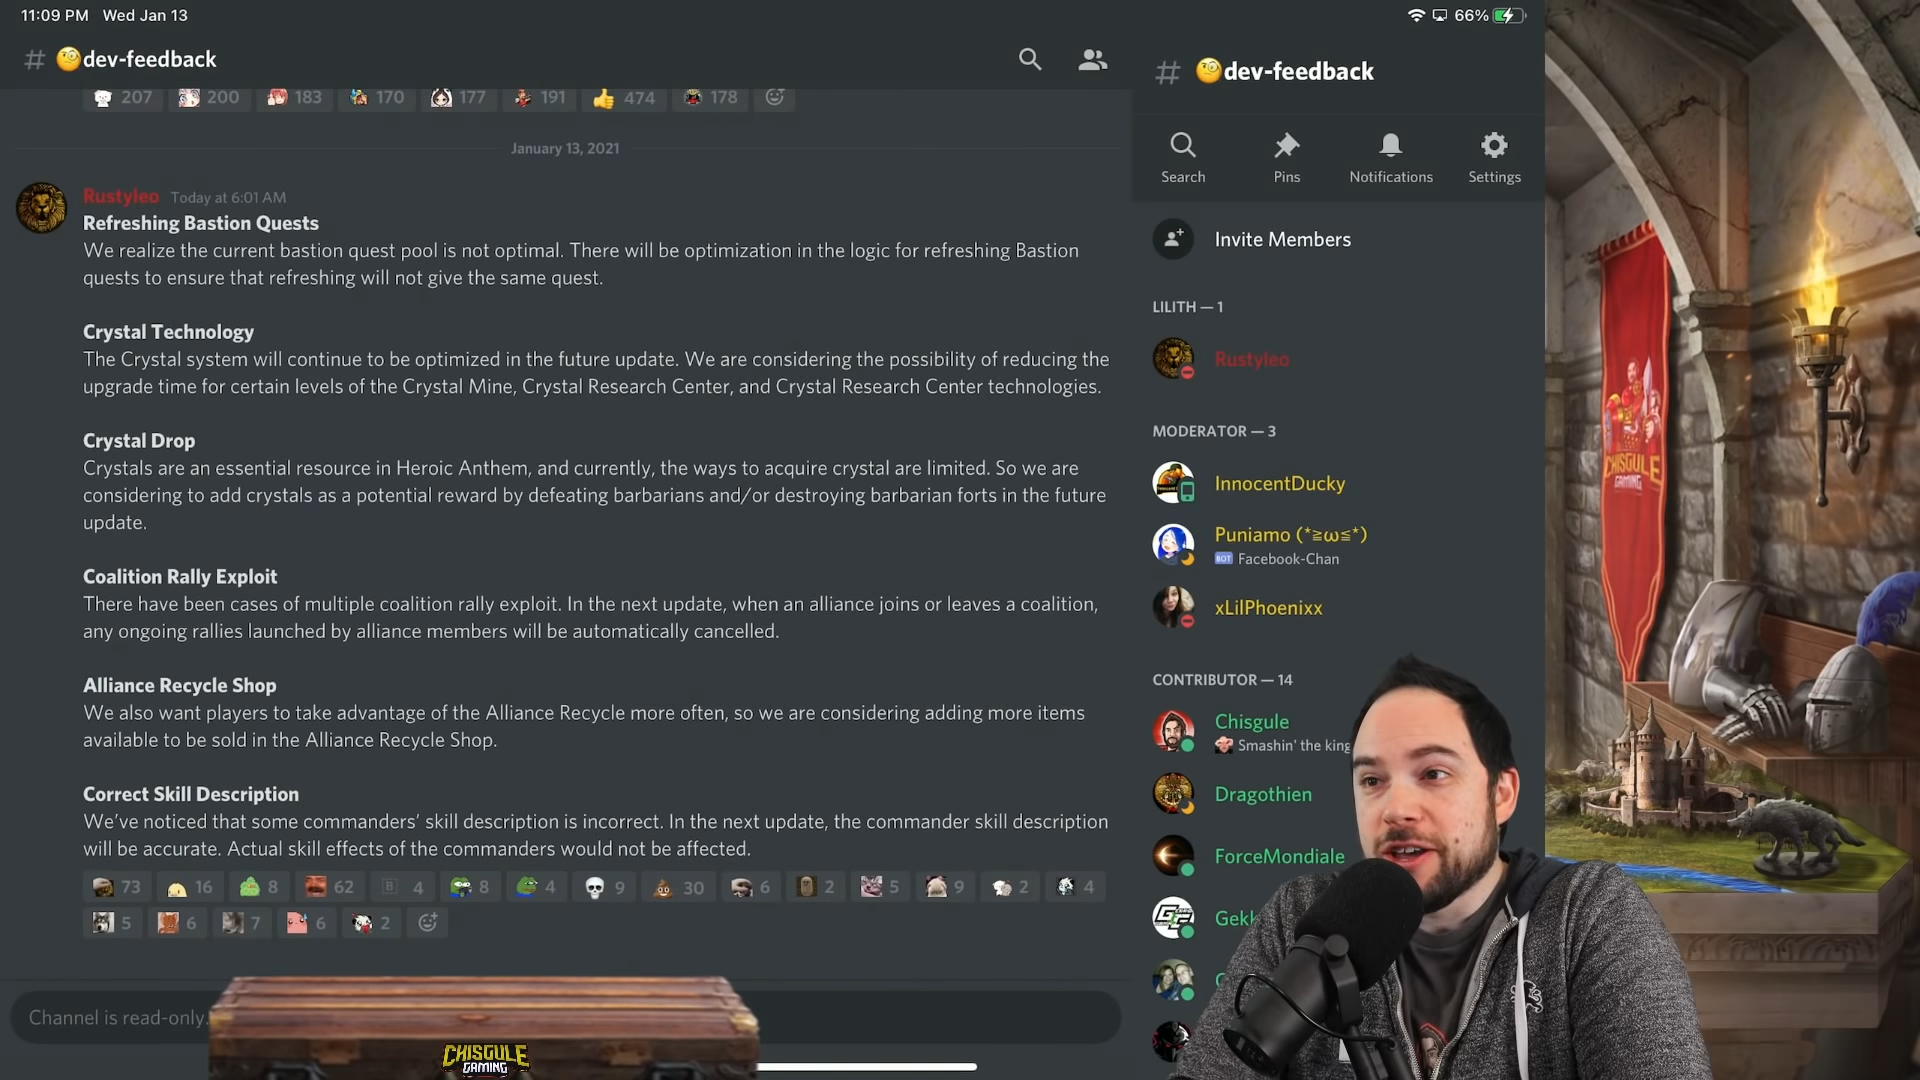 11:09 PM Wed Jan 13
66%
dev-feedback
207 200 183 170 177 191 474 178
January 13, 2021
Rustyleo Today at 6:01 AM
Refreshing Bastion Quests
We realize the current bastion quest pool is not optimal. There will be optimization in the logic for refreshing Bastion
quests to ensure that refreshing will not give the same quest.
Crystal Technology
The Crystal system will continue to be optimized in the future update. We are considering the possibility of reducing the
upgrade time for certain levels of the Crystal Mine, Crystal Research Center, and Crystal Research Center technologies.
Crystal Drop
Crystals are an essential resource in Heroic Anthem, and currently, the ways to acquire crystal are limited. So we are
considering to add crystals as a potential reward by defeating barbarians and/or destroying barbarian forts in the future
update.
Coalition Rally Exploit
There have been cases of multiple coalition rally exploit. In the next update, when an alliance joins or leaves a coalition,
any ongoing rallies launched by alliance members will be automatically cancelled.
Alliance Recycle Shop
We also want players to take advantage of the Alliance Recycle more often, so we are considering adding more items
available to be sold in the Alliance Recycle Shop.
Correct Skill Description
We've noticed that some commanders' skill description is incorrect. In the next update, the commander skill description
will be accurate. Actual skill effects of the commanders would not be affected.
73 16 8 62 B 4 8 4 9 30 6 2 5 9 2 4
5 6 7 6 2
Channel is read-only.
CHISGULE
GAMING
dev-feedback
Search Pins Notifications Settings
Invite Members
LILITH — 1
Rustyleo
MODERATOR — 3
InnocentDucky
Puniamo (*≧ω≦*)
BOT Facebook-Chan
xLilPhoenixx
CONTRIBUTOR — 14
Chisgule
Smashin' the king
Dragothien
ForceMondiale
Gekk
CHISGULE
GAMING